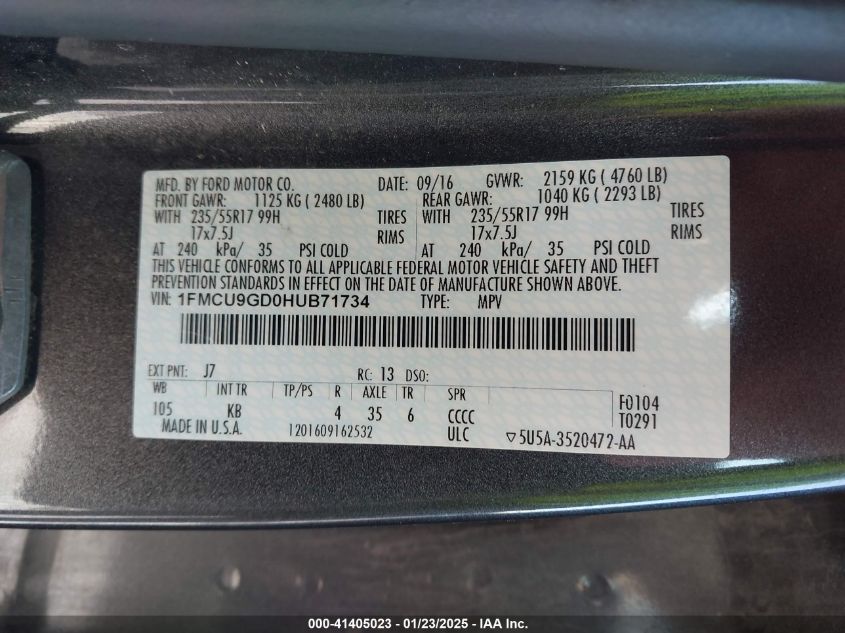 MFD. BY FORD MOTOR CO. DATE: 09/16 GVWR: 2159 KG ( 4760 LB)
FRONT GAWR: 1125 KG ( 2480 LB) REAR GAWR: 1040 KG ( 2293 LB)
WITH 235/55R17 99H TIRES WITH 235/55R17 99H TIRES
17x7.5J RIMS 17x7.5J RIMS
AT 240 kPa/ 35 PSI COLD AT 240 kPa/ 35 PSI COLD
THIS VEHICLE CONFORMS TO ALL APPLICABLE FEDERAL MOTOR VEHICLE SAFETY AND THEFT
PREVENTION STANDARDS IN EFFECT ON THE DATE OF MANUFACTURE SHOWN ABOVE.
VIN: 1FMCU9GD0HUB71734 TYPE: MPV
EXT PNT: J7 RC: 13 DSO:
WB INT TR TP/PS R AXLE TR SPR F0104
105 KB 4 35 6 CCCC T0291
MADE IN U.S.A. 1201609162532 ULC ▽5U5A-3520472-AA
000-41405023 — 01/23/2025 — IAA Inc.